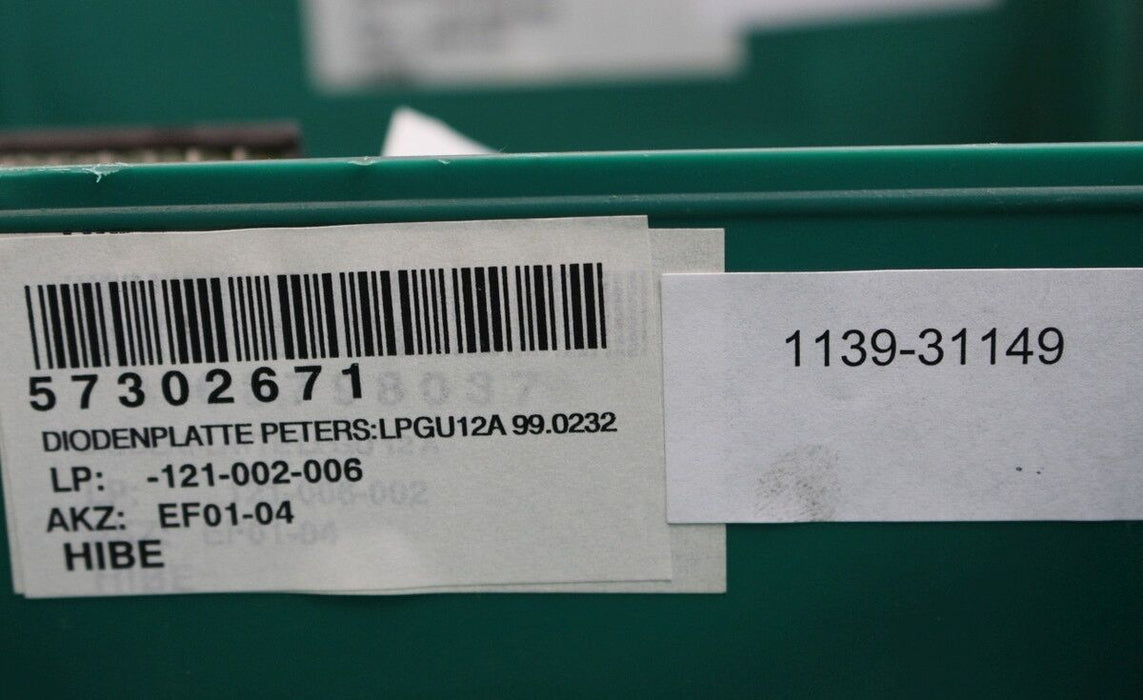 57302671
DIODENPLATTE PETERS:LPGU12A 99.0232
LP: -121-002-006
AKZ: EF01-04
HIBE
1139-31149